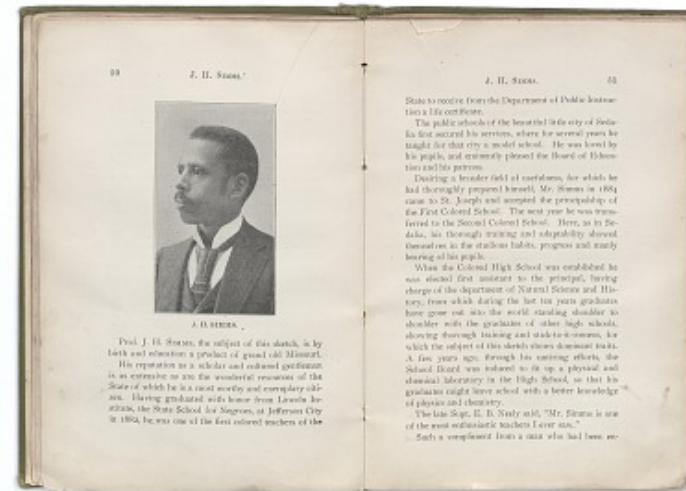 J. H. Simms.
J. H. SIMMS.
Prof. J. H. Simms, the subject of this sketch, is by
birth and education a product of grand old Missouri.
His reputation as a scholar and cultured gentleman
is as extensive as are the wonderful resources of the
State of which he is a most worthy and exemplary citi-
zen. Having graduated with honor from Lincoln In-
stitute, the State School for Negroes, at Jefferson City
in 1882, he was one of the first colored teachers of the
J. H. Simms.
51
State to receive from the Department of Public Instruc-
tion a life certificate.
The public schools of the beautiful little city of Seda-
lia first secured his services, where for several years he
taught for that city a model school. He was loved by
his pupils, and eminently pleased the Board of Educa-
tion and his patrons.
Desiring a broader field of usefulness, for which he
had thoroughly prepared himself, Mr. Simms in 1884
came to St. Joseph and accepted the principalship of
the First Colored School. The next year he was trans-
ferred to the Second Colored School. Here, as in Se-
dalia, his thorough training and adaptability showed
themselves in the studious habits, progress and manly
bearing of his pupils.
When the Colored High School was established he
was elected first assistant to the principal, having
charge of the department of Natural Science and His-
tory, from which during the last ten years graduates
have gone out into the world standing shoulder to
shoulder with the graduates of other high schools,
showing thorough training and stick-to-it-iveness, for
which the subject of this sketch shows dominant traits.
A few years ago, through his untiring efforts, the
School Board was induced to fit up a physical and
chemical laboratory in the High School, so that his
graduates might leave school with a better knowledge
of physics and chemistry.
The late Supt. E. B. Neely said, "Mr. Simms is one
of the most enthusiastic teachers I ever saw."
Such a compliment from a man who had been en-